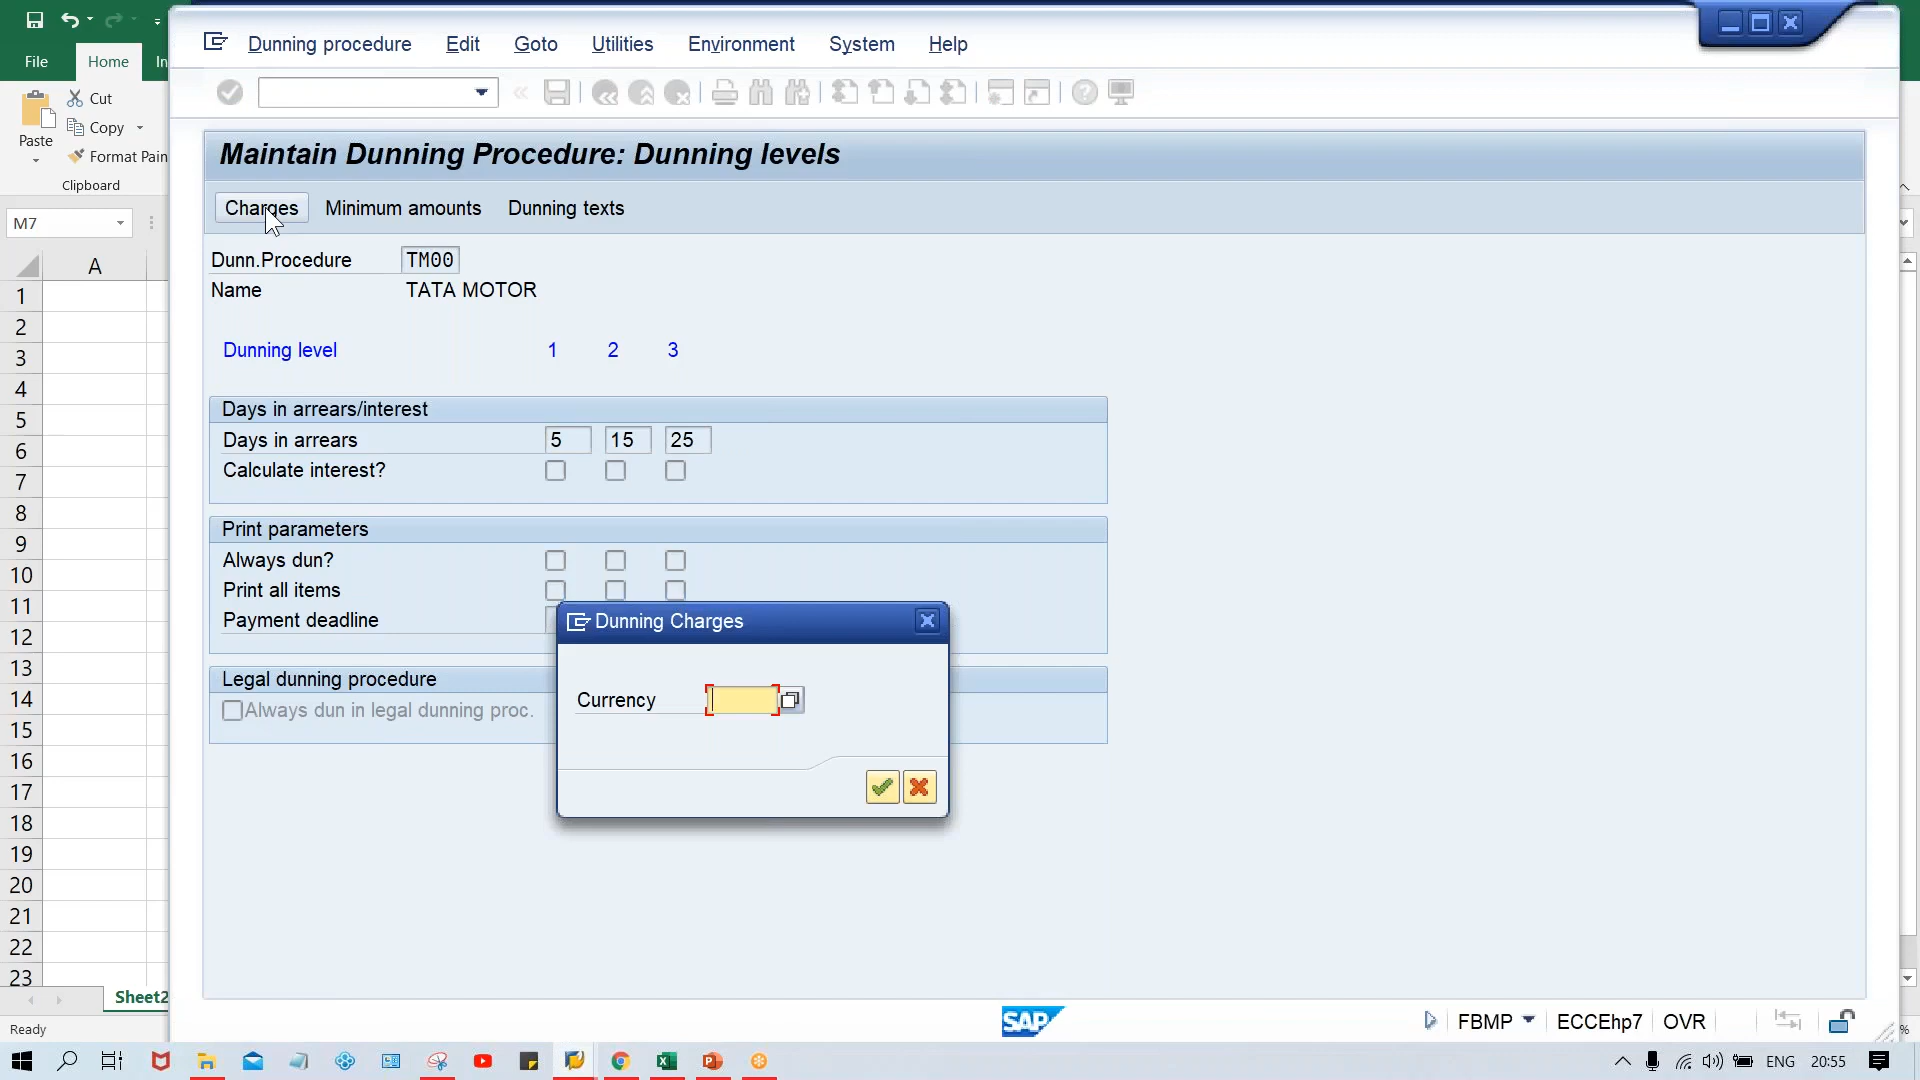 Dunning procedure Edit Goto Utilities Environment System Help
File Home In
Cut
Copy
Format Pain
Paste
Clipboard
M7
Maintain Dunning Procedure: Dunning levels
Charges Minimum amounts Dunning texts
Dunn.Procedure TM00
Name TATA MOTOR
Dunning level 1 2 3
Days in arrears/interest
Days in arrears 5 15 25
Calculate interest?
Print parameters
Always dun?
Print all items
Payment deadline
Legal dunning procedure
Always dun in legal dunning proc.
Dunning Charges
Currency
A
1
2
3
4
5
6
7
8
9
10
11
12
13
14
15
16
17
18
19
20
21
22
23
Sheet2
Ready
SAP
FBMP ECCEhp7 OVR
%
ENG 20:55